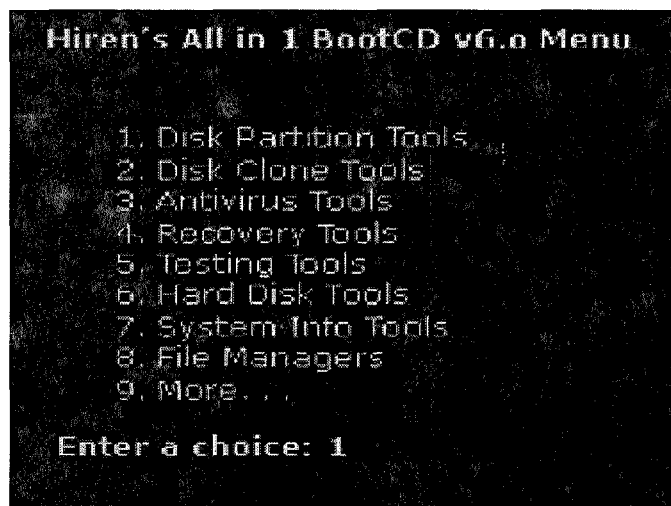 Hiren's All in 1 BootCD v6.0 Menu
1. Disk Partition Tools
2. Disk Clone Tools
3. Antivirus Tools
4. Recovery Tools
5. Testing Tools
6. Hard Disk Tools
7. System Info Tools
8. File Managers
9. More...
Enter a choice: 1